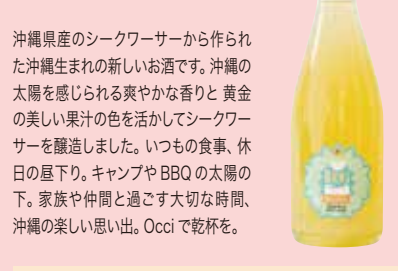 沖縄県産のシークワーサーから作られ
た沖縄生まれの新しいお酒です。沖縄の
太陽を感じられる爽やかな香りと 黄金
の美しい果汁の色を活かしてシークワー
サーを醸造しました。いつもの食事、休
日の昼下り。キャンプや BBQ の太陽の
下。家族や仲間と過ごす大切な時間、
沖縄の楽しい思い出。Occi で乾杯を。